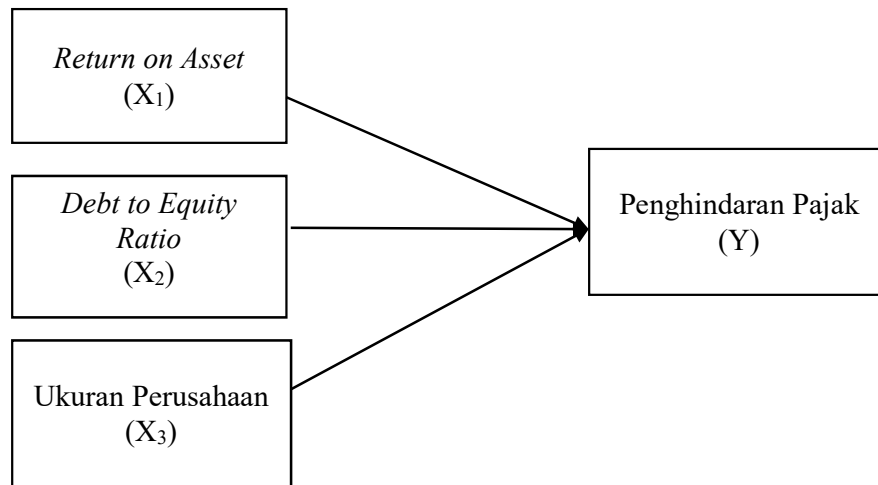 Return on Asset
(X₁)
Debt to Equity
Ratio
(X₂)
Ukuran Perusahaan
(X₃)
Penghindaran Pajak
(Y)